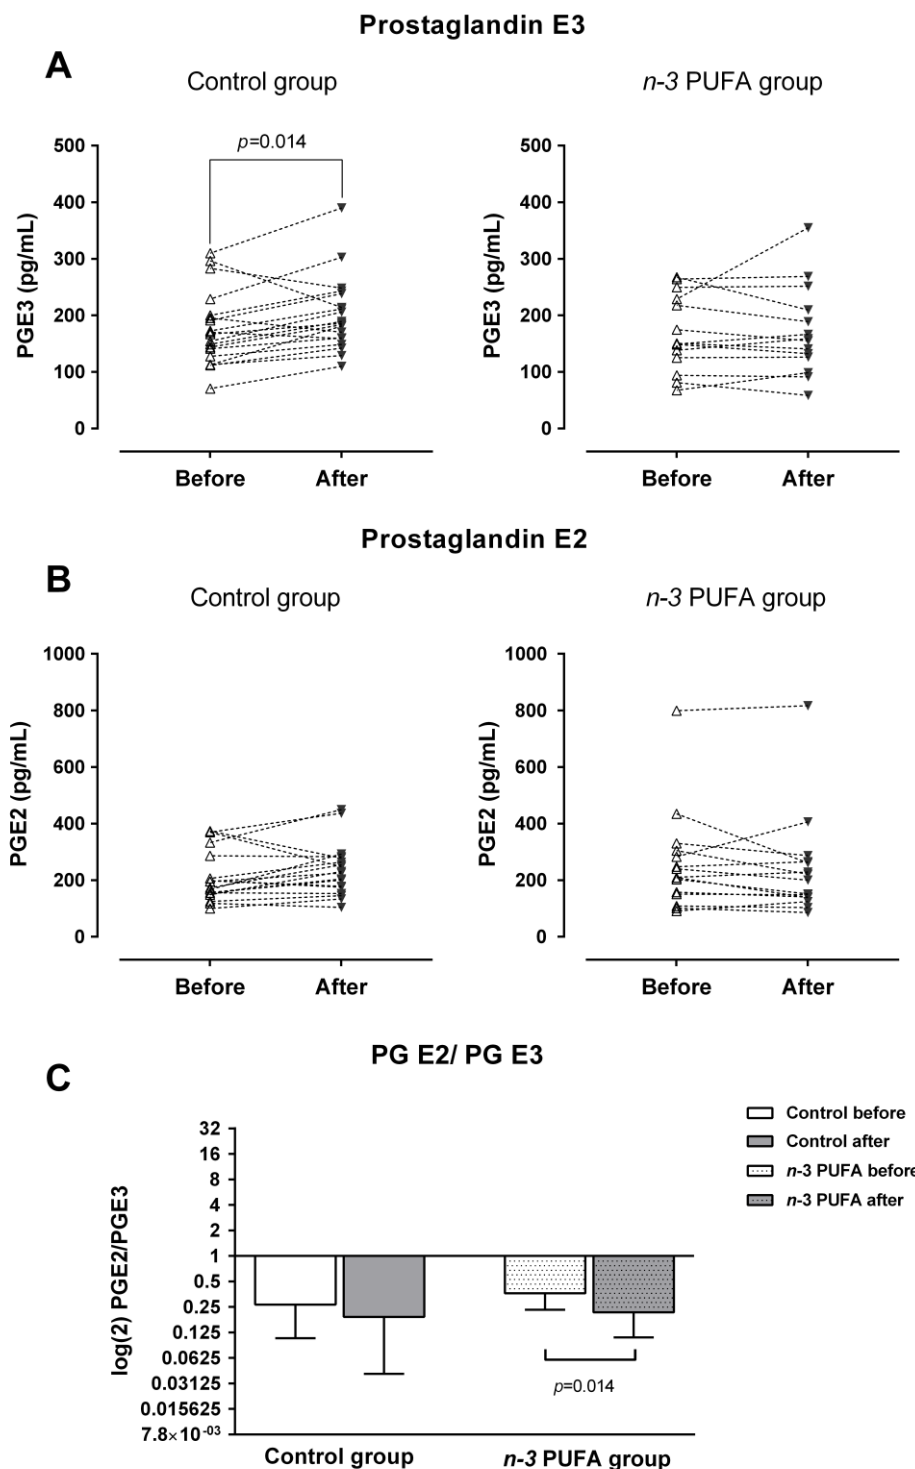 Prostaglandin E3
A
Control group
n-3 PUFA group
p=0.014
500
400
300
200
100
0
PGE3 (pg/mL)
Before After
500
400
300
200
100
0
PGE3 (pg/mL)
Before After
Prostaglandin E2
B
Control group
n-3 PUFA group
1000
800
600
400
200
0
PGE2 (pg/mL)
Before After
1000
800
600
400
200
0
PGE2 (pg/mL)
Before After
PG E2/ PG E3
C
Control before
Control after
n-3 PUFA before
n-3 PUFA after
32
16
8
4
2
1
0.5
0.25
0.125
0.0625
0.03125
0.015625
7.8×10⁻⁰³
log(2) PGE2/PGE3
p=0.014
Control group
n-3 PUFA group